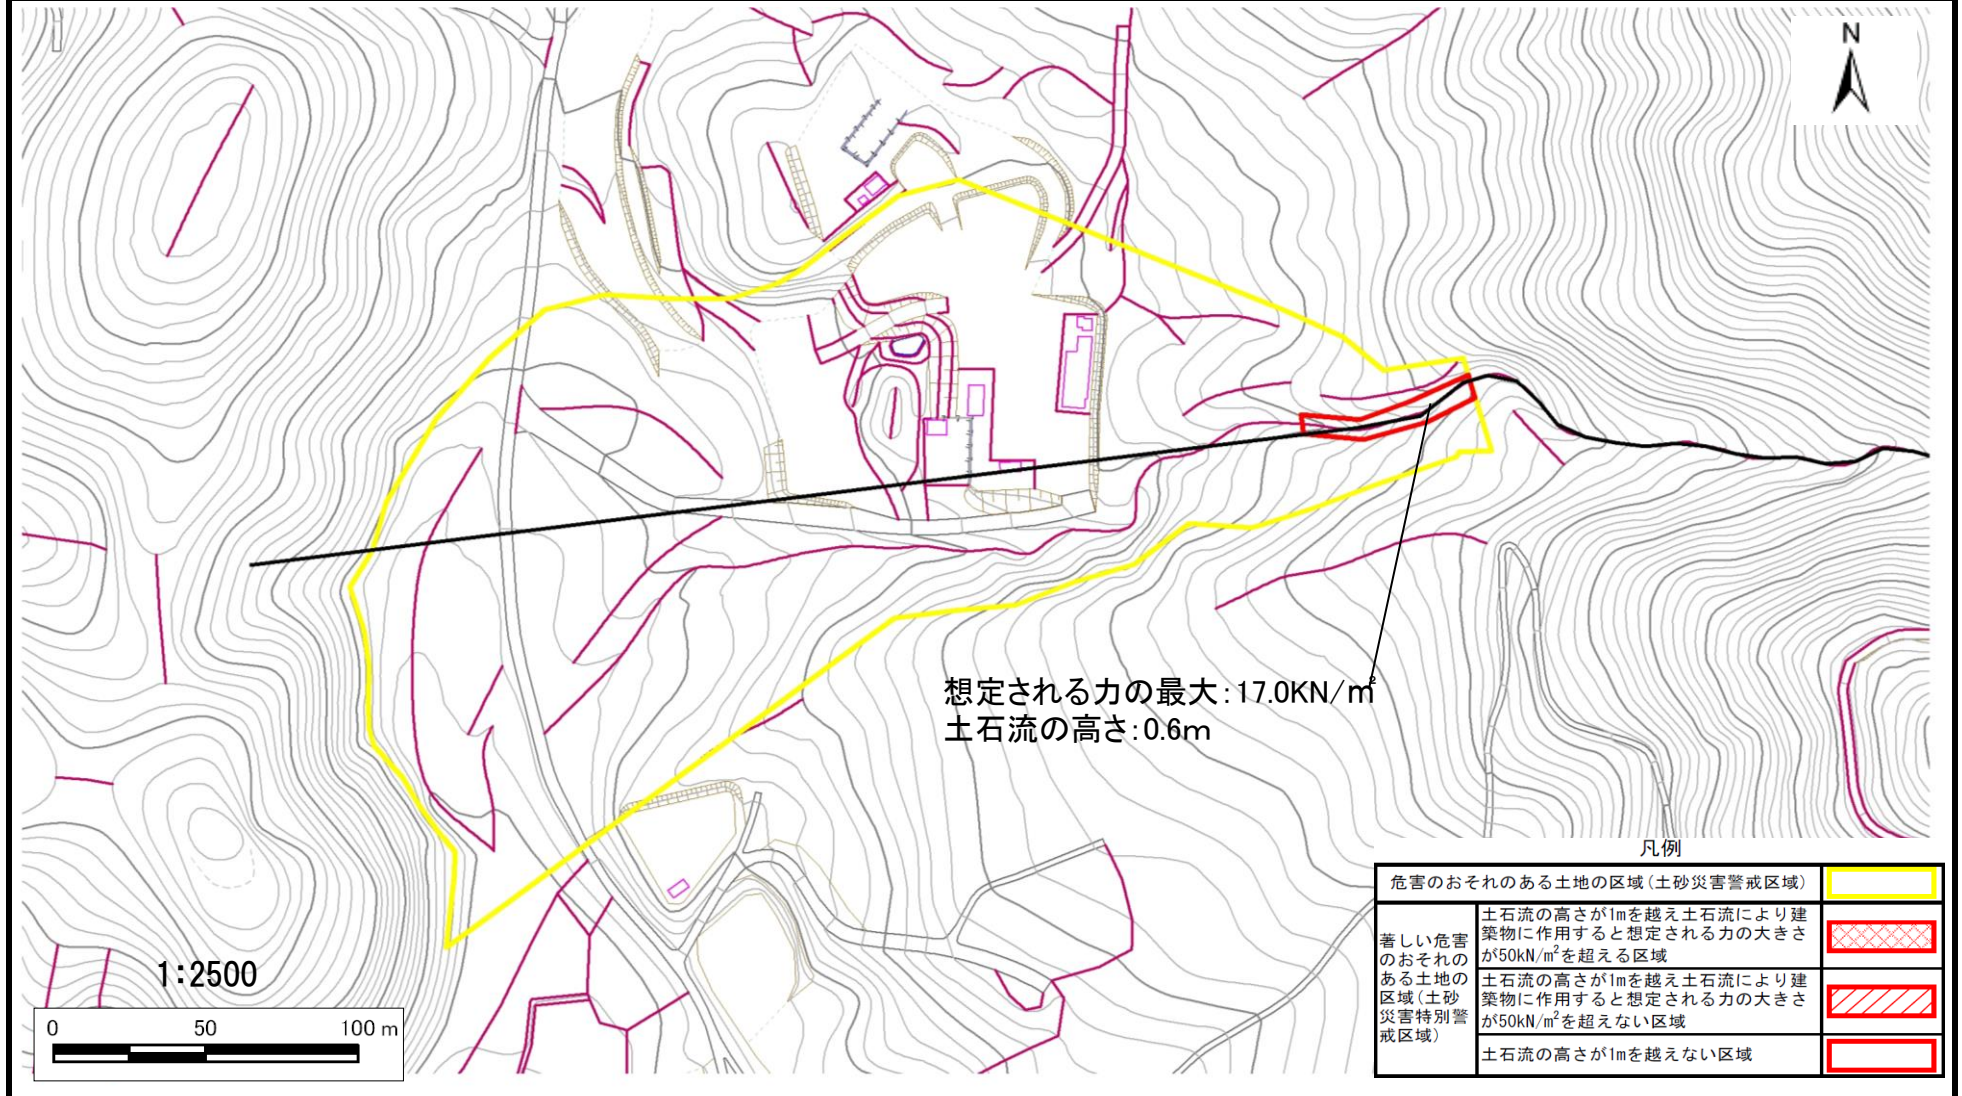 N
想定される力の最大：17.0KN/㎡
土石流の高さ：0.6m
1:2500
0 50 100 m
凡例
危害のおそれのある土地の区域（土砂災害警戒区域）
著しい危害
のおそれの
ある土地の
区域（土砂
災害特別警
戒区域）
土石流の高さが1mを越え土石流により建
築物に作用すると想定される力の大きさ
が50kN/m²を超える区域
土石流の高さが1mを越え土石流により建
築物に作用すると想定される力の大きさ
が50kN/m²を超えない区域
土石流の高さが1mを越えない区域